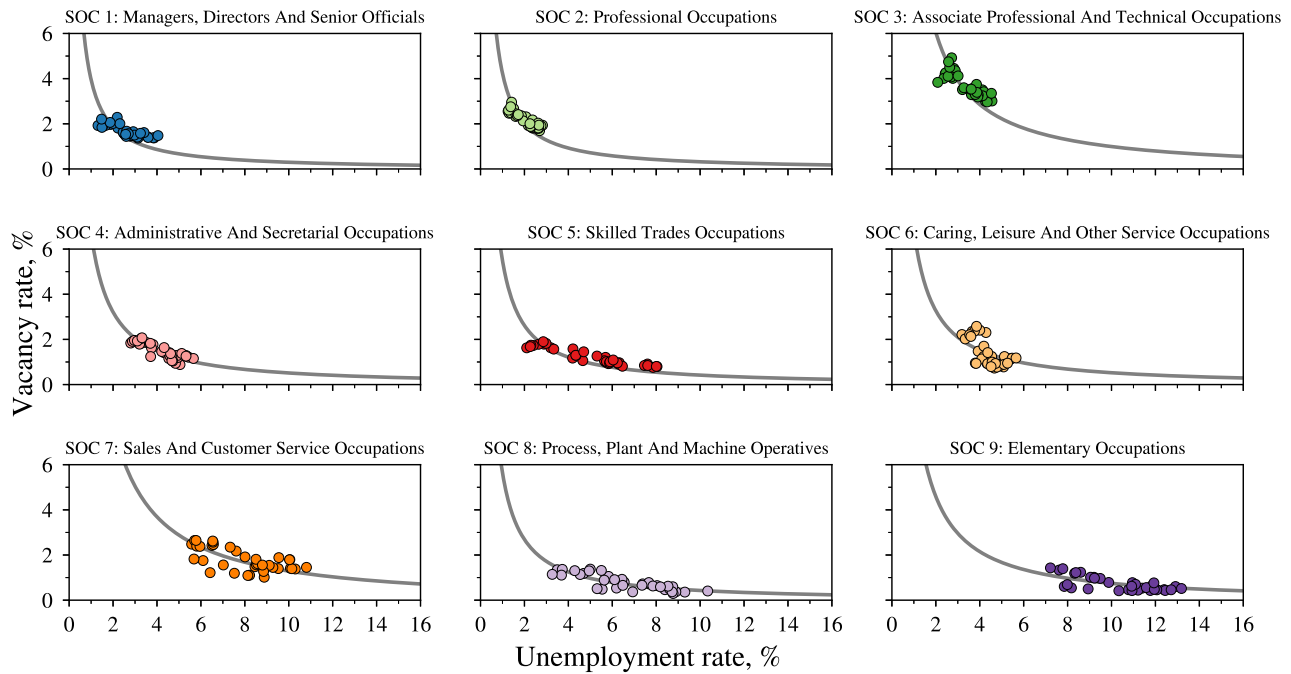 SOC 1: Managers, Directors And Senior Officials
SOC 2: Professional Occupations
SOC 3: Associate Professional And Technical Occupations
6
4
2
0
0 2 4 6 8 10 12 14 16
0 2 4 6 8 10 12 14 16
0 2 4 6 8 10 12 14 16
SOC 4: Administrative And Secretarial Occupations
SOC 5: Skilled Trades Occupations
SOC 6: Caring, Leisure And Other Service Occupations
Vacancy rate, %
6
4
2
0
SOC 7: Sales And Customer Service Occupations
SOC 8: Process, Plant And Machine Operatives
SOC 9: Elementary Occupations
6
4
2
0
Unemployment rate, %